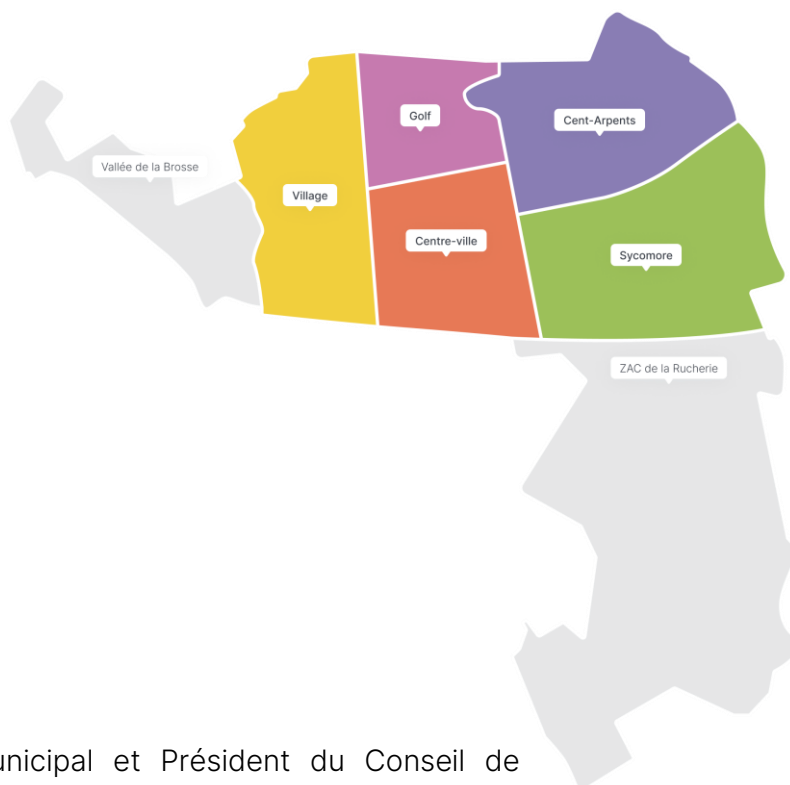 Golf
Cent-Arpents
Vallée de la Brosse
Village
Centre-ville
Sycomore
ZAC de la Rucherie
et Président du Conseil de